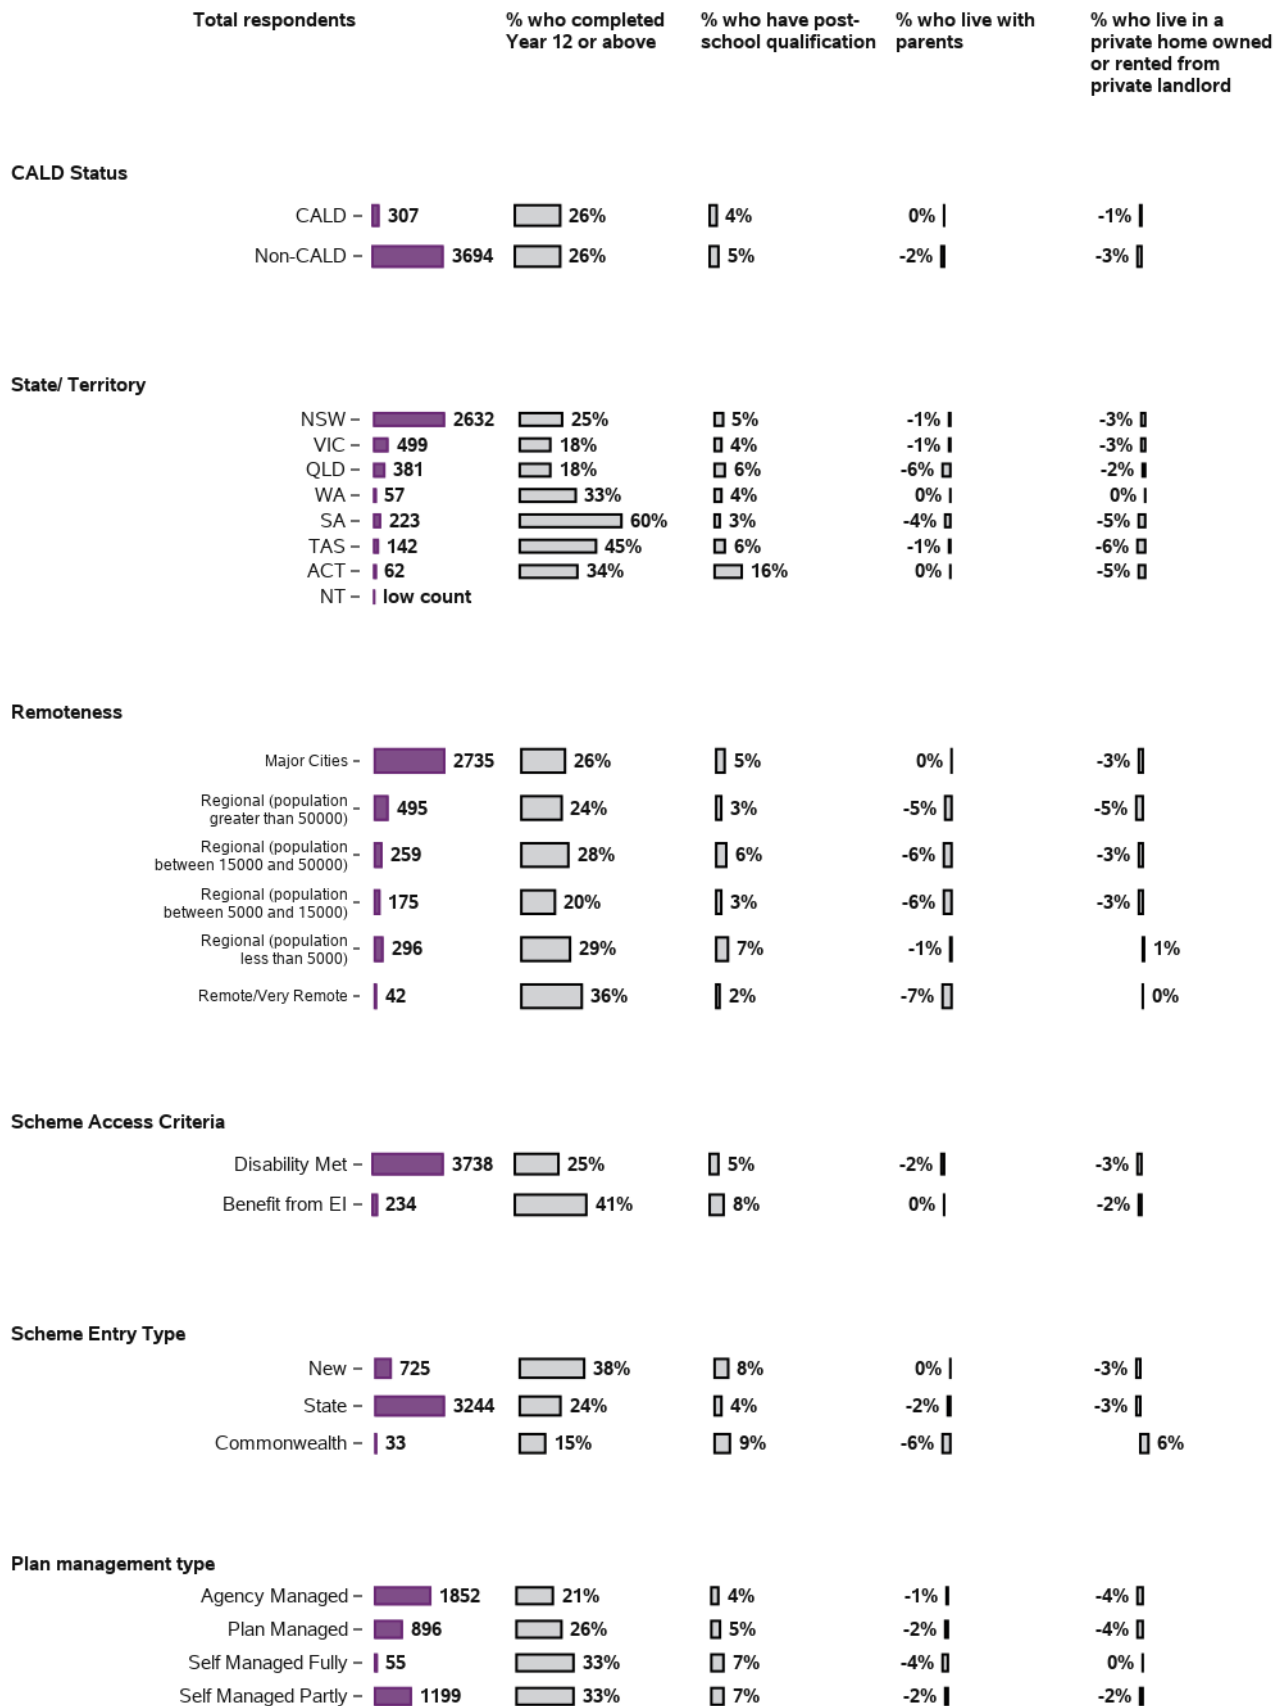 Total respondents
% who completed Year 12 or above
% who have post-school qualification
% who live with parents
% who live in a private home owned or rented from private landlord
CALD Status
CALD 307 26% 4% 0% -1%
Non-CALD 3694 26% 5% -2% -3%
State/ Territory
NSW 2632 25% 5% -1% -3%
VIC 499 18% 4% -1% -3%
QLD 381 18% 6% -6% -2%
WA 57 33% 4% 0% 0%
SA 223 60% 3% -4% -5%
TAS 142 45% 6% -1% -6%
ACT 62 34% 16% 0% -5%
NT low count
Remoteness
Major Cities 2735 26% 5% 0% -3%
Regional (population greater than 50000) 495 24% 3% -5% -5%
Regional (population between 15000 and 50000) 259 28% 6% -6% -3%
Regional (population between 5000 and 15000) 175 20% 3% -6% -3%
Regional (population less than 5000) 296 29% 7% -1% 1%
Remote/Very Remote 42 36% 2% -7% 0%
Scheme Access Criteria
Disability Met 3738 25% 5% -2% -3%
Benefit from EI 234 41% 8% 0% -2%
Scheme Entry Type
New 725 38% 8% 0% -3%
State 3244 24% 4% -2% -3%
Commonwealth 33 15% 9% -6% 6%
Plan management type
Agency Managed 1852 21% 4% -1% -4%
Plan Managed 896 26% 5% -2% -4%
Self Managed Fully 55 33% 7% -4% 0%
Self Managed Partly 1199 33% 7% -2% -2%